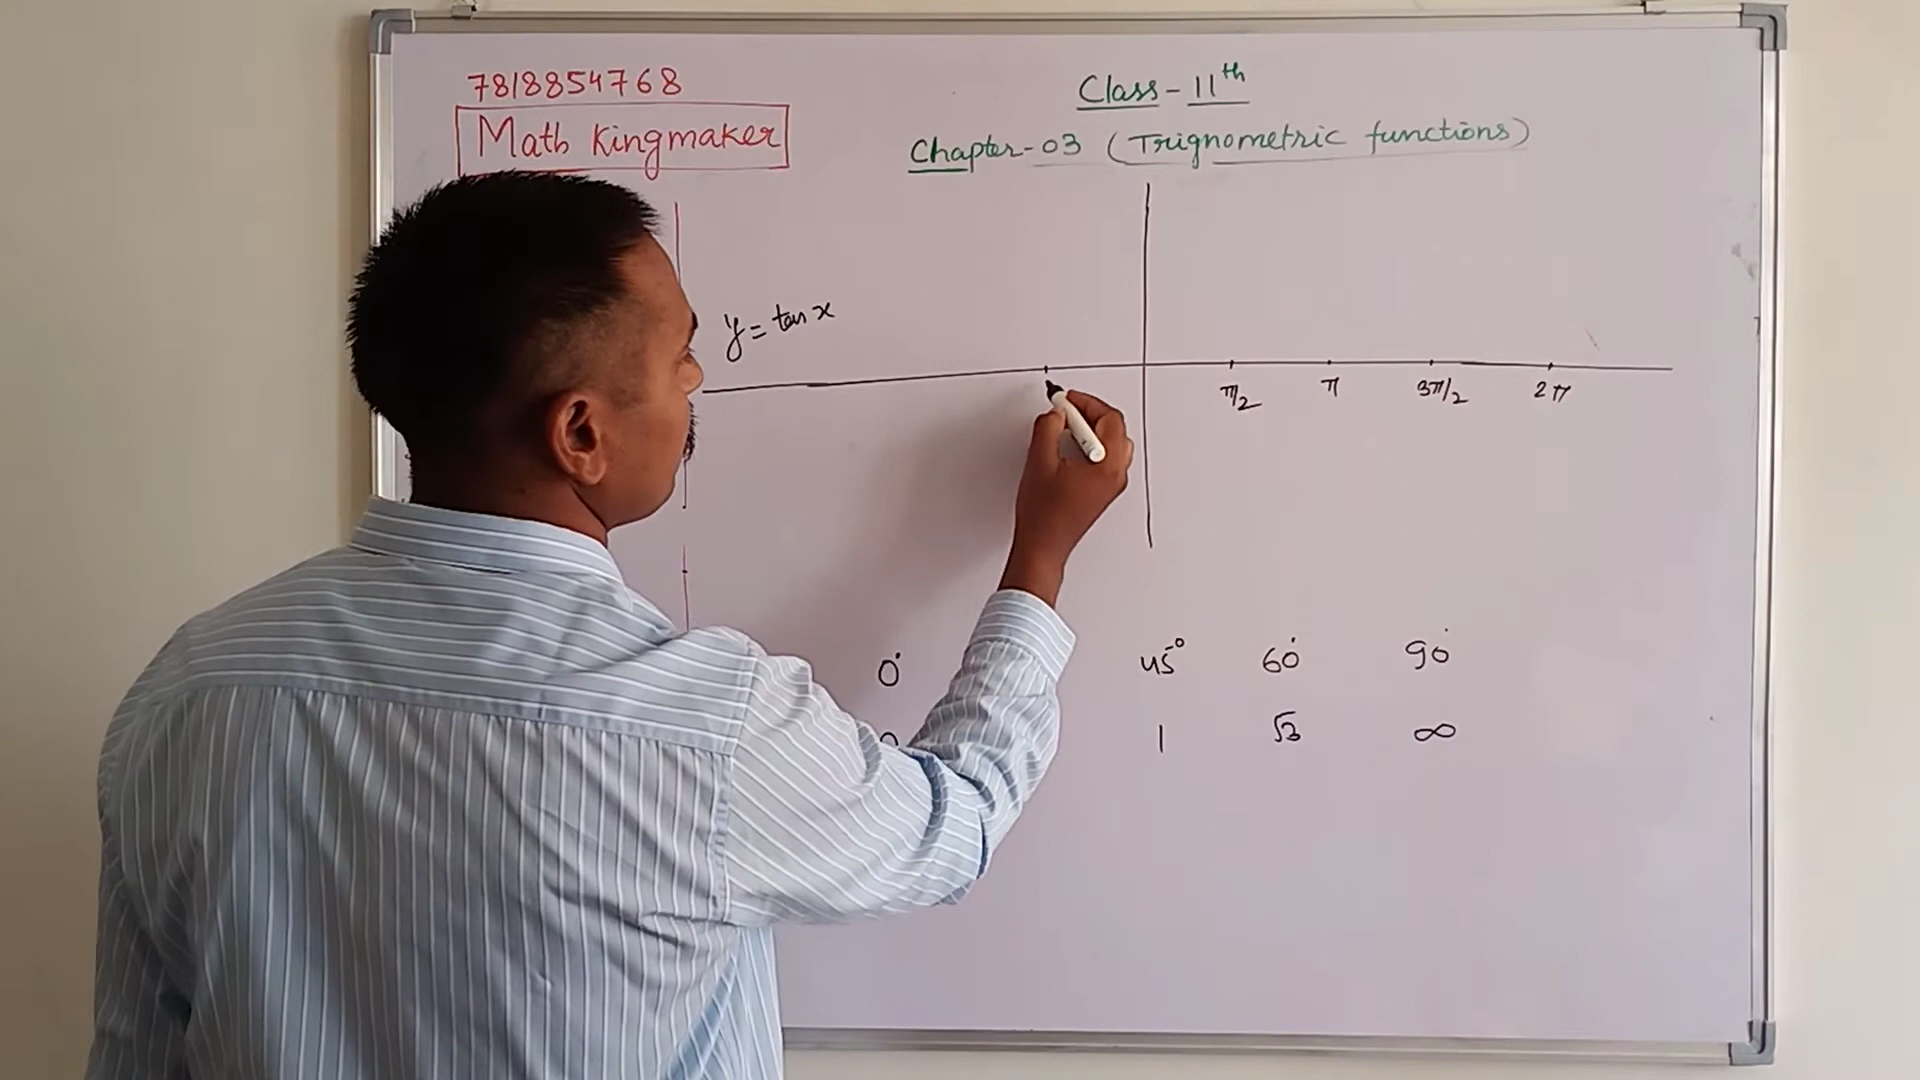 7818854768
Math Kingmaker
Class - 11th
Chapter - 03 (Trignometric functions)
y = tan x
π/2 π 3π/2 2π
0° 45° 60° 90°
1 √3 ∞